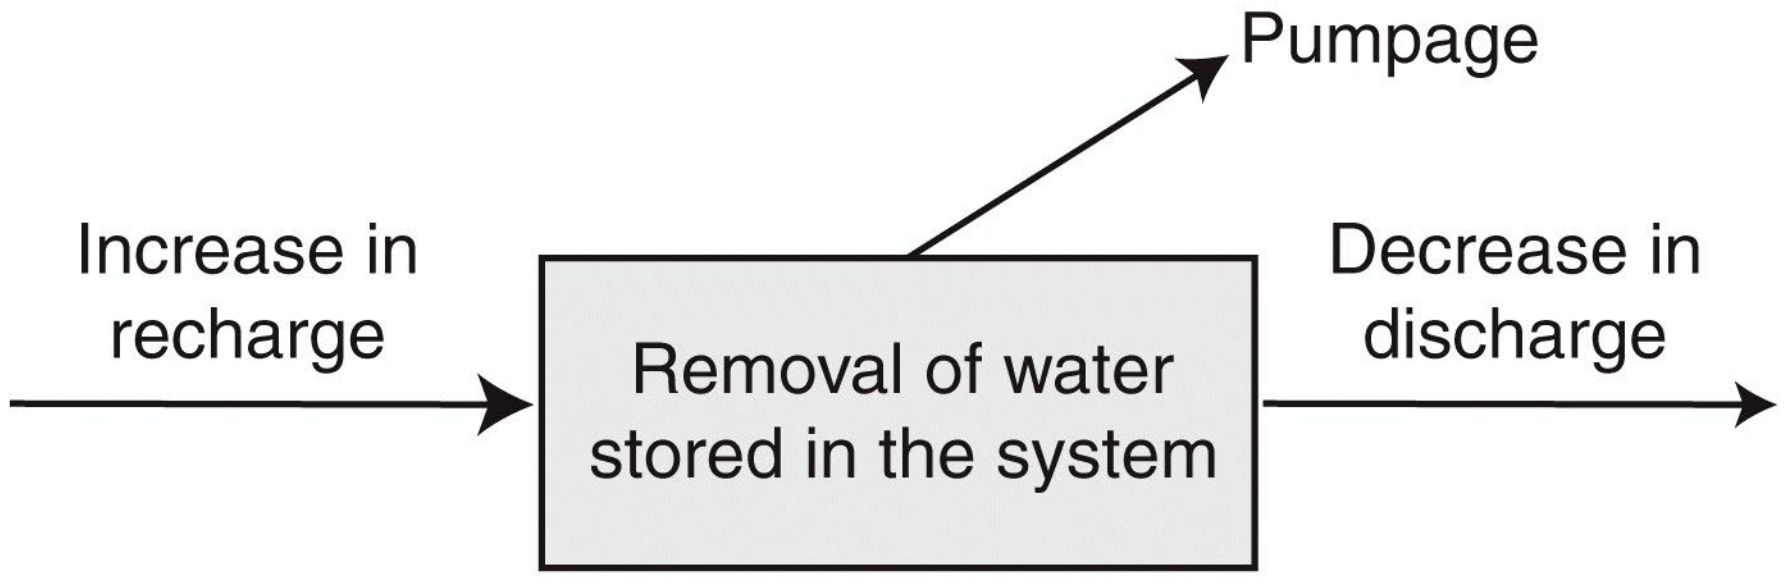 Pumpage
Increase in
recharge
Removal of water
stored in the system
Decrease in
discharge